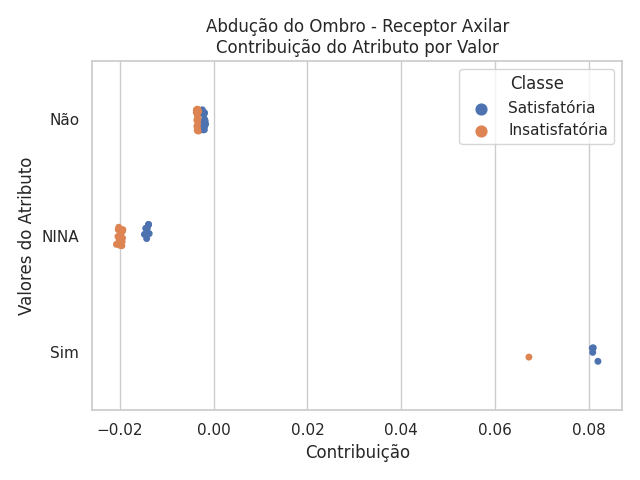 Abdução do Ombro - Receptor Axilar
Contribuição do Atributo por Valor
Classe
Satisfatória
Insatisfatória
Valores do Atributo
Não
NINA
Sim
−0.02
0.00
0.02
0.04
0.06
0.08
Contribuição